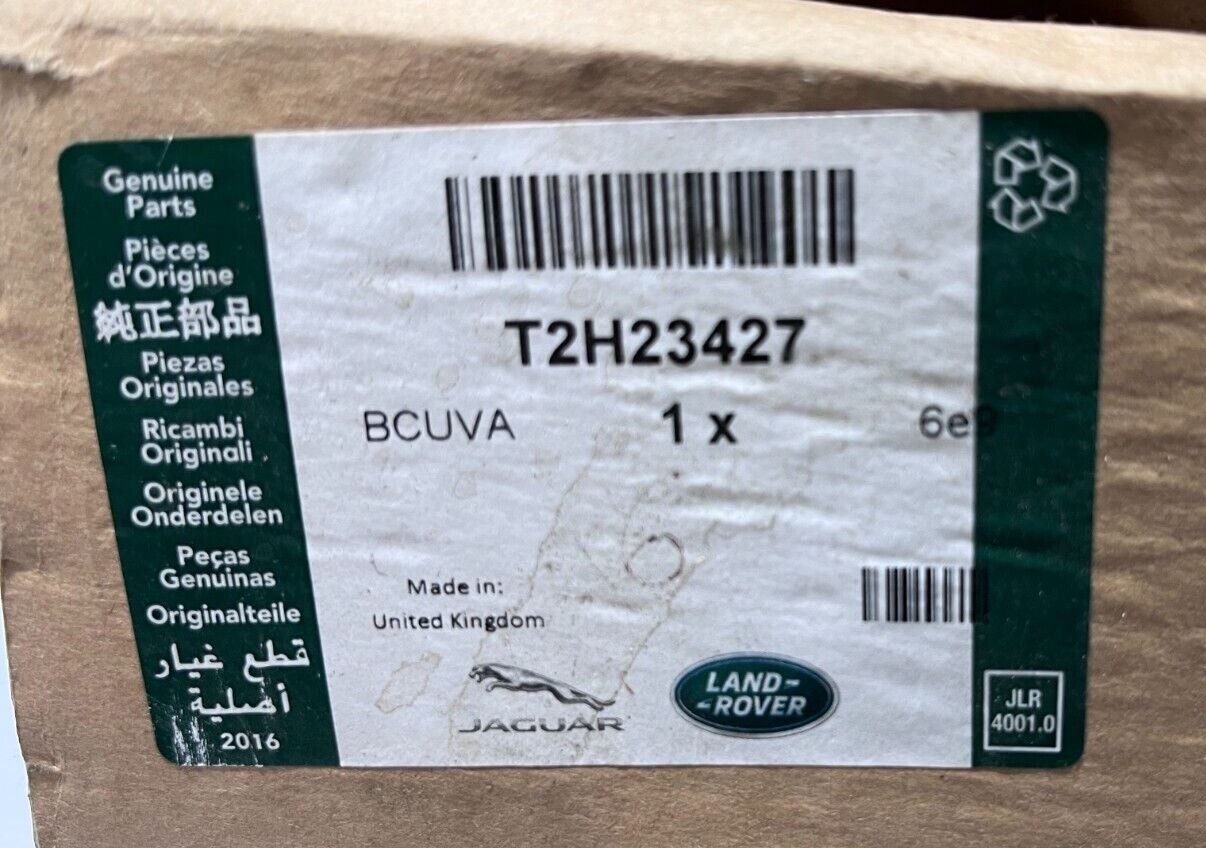 Genuine
Parts
Pièces
d'Origine
純正部品
Piezas
Originales
Ricambi
Originali
Originele
Onderdelen
Peças
Genuinas
Originalteile
قطع غيار
أصلية
2016
T2H23427
BCUVA 1 x 6e9
Made in:
United Kingdom
JAGUAR
LAND-
-ROVER
JLR
4001.0